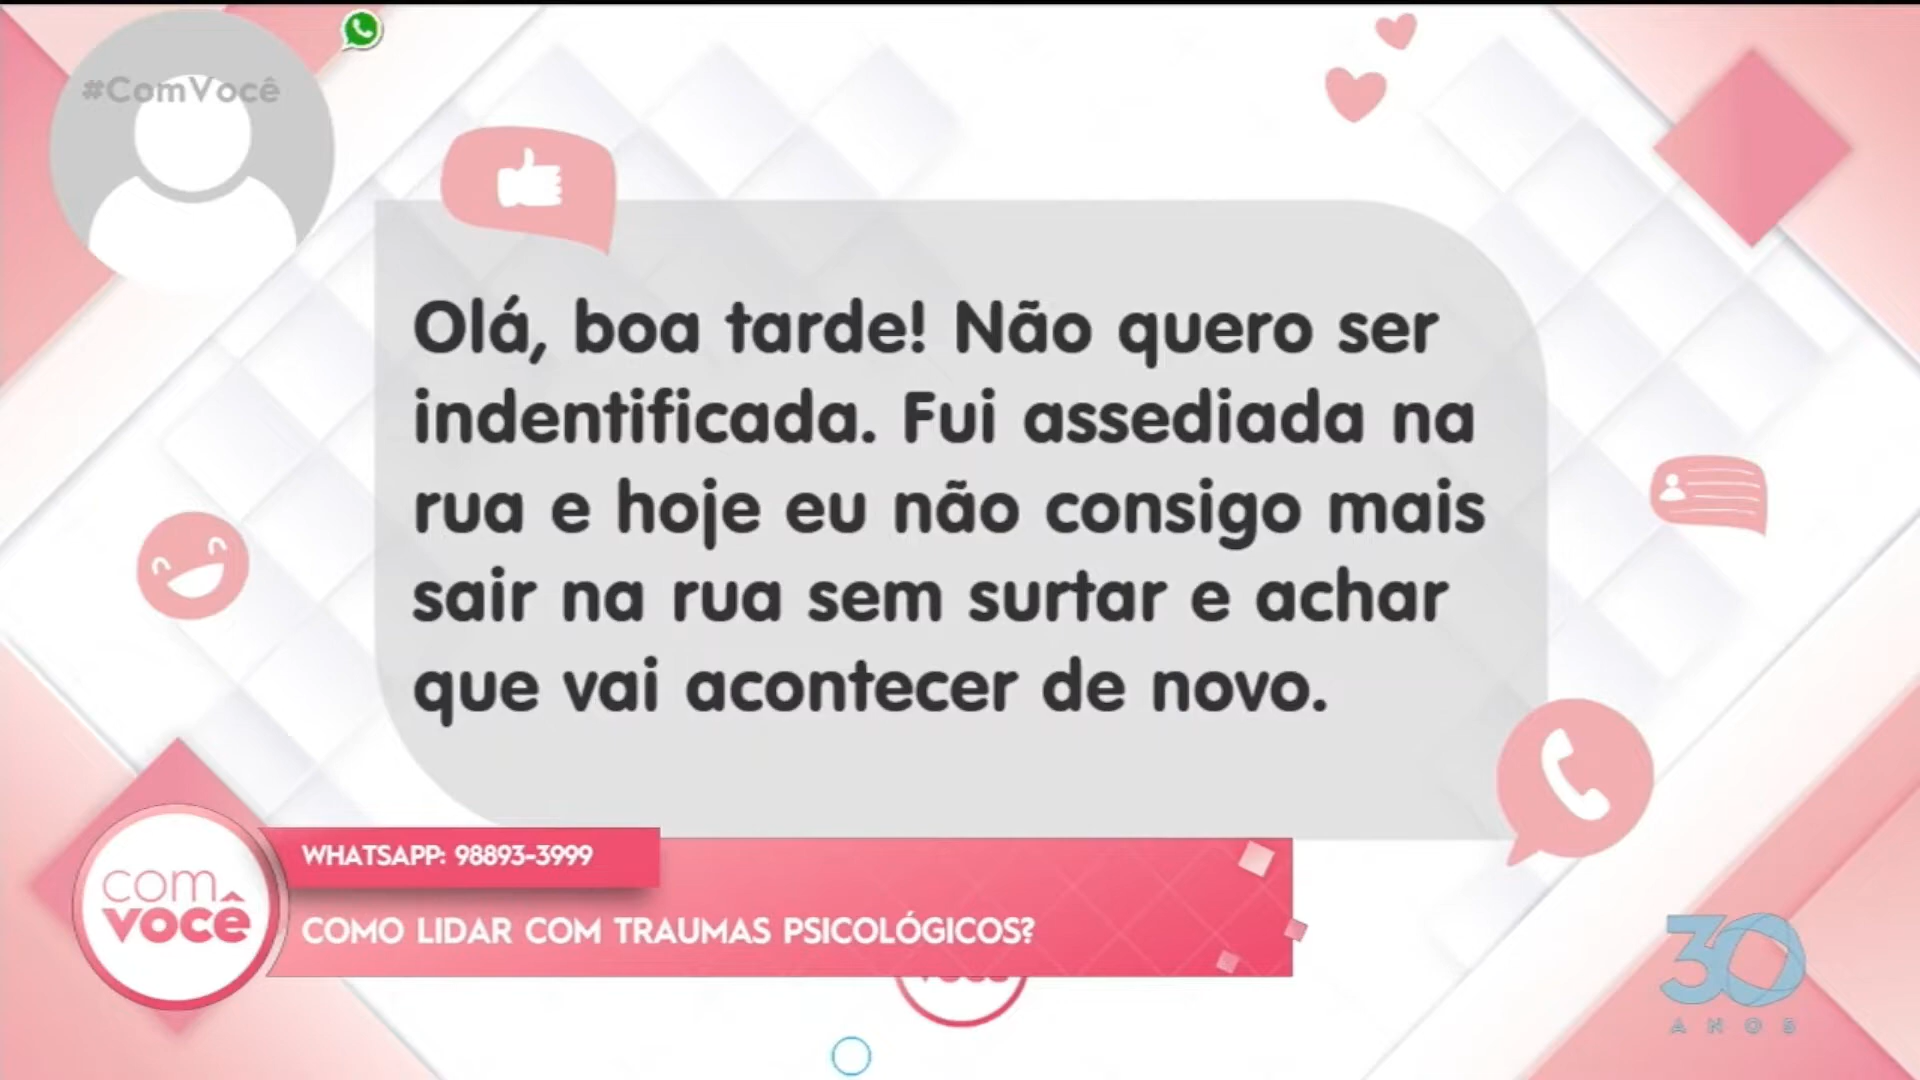 #ComVocê
Olá, boa tarde! Não quero ser
indentificada. Fui assediada na
rua e hoje eu não consigo mais
sair na rua sem surtar e achar
que vai acontecer de novo.
WHATSAPP: 98893-3999
com
você
COMO LIDAR COM TRAUMAS PSICOLÓGICOS?
30
ANOS